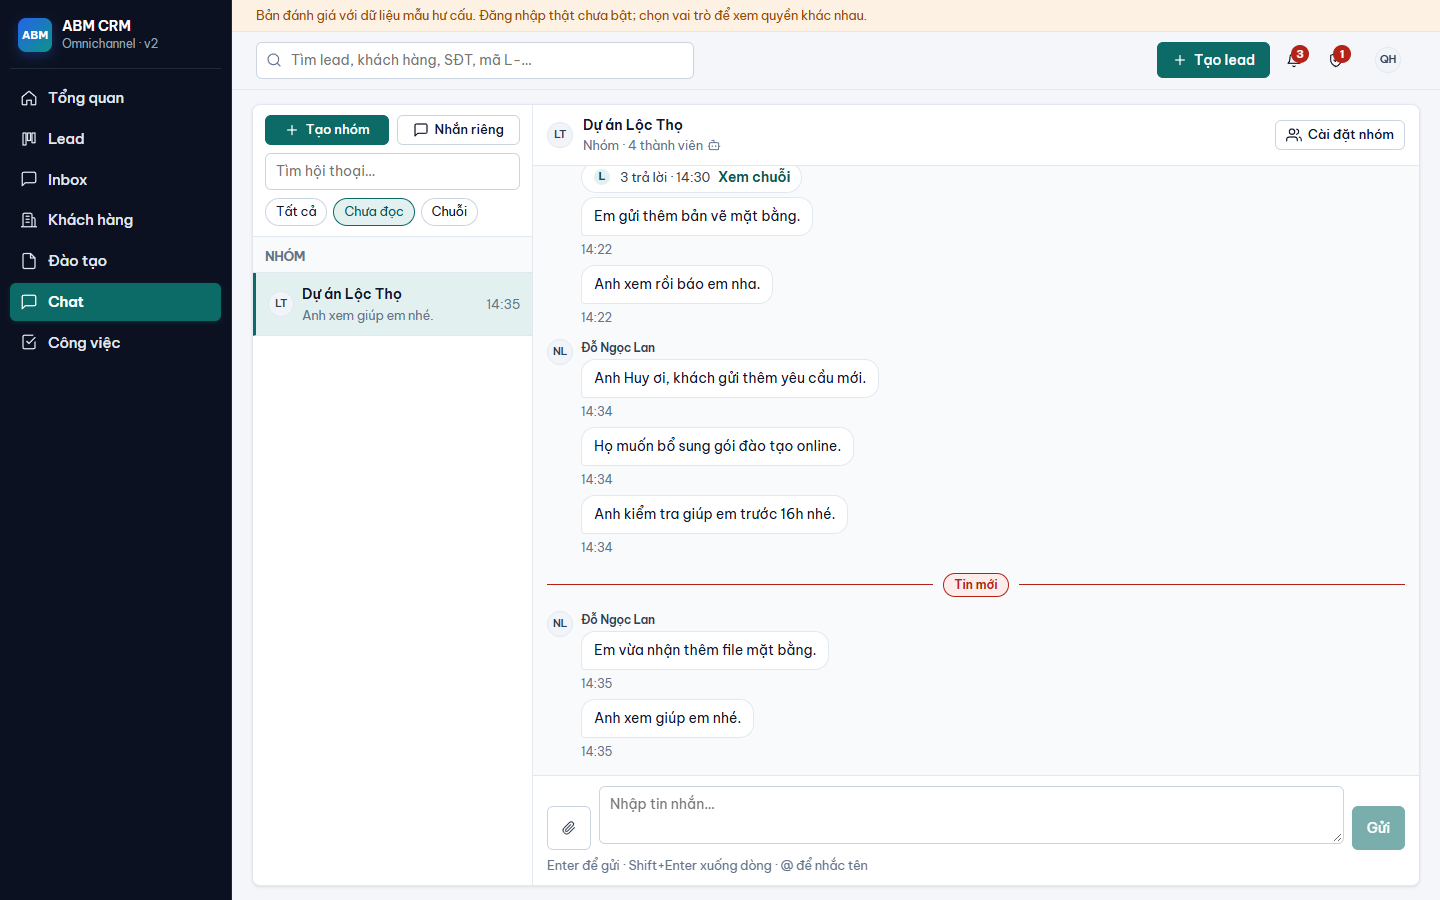 Bản đánh giá với dữ liệu mẫu hư cấu. Đăng nhập thật chưa bật; chọn vai trò để xem quyền khác nhau.
ABM
ABM CRM
Omnichannel · v2
Tổng quan
Lead
Inbox
Khách hàng
Đào tạo
Chat
Công việc
Tìm lead, khách hàng, SĐT, mã L-...
Tạo lead
3
1
QH
Tạo nhóm
Nhắn riêng
Tìm hội thoại...
Tất cả
Chưa đọc
Chuỗi
NHÓM
LT
Dự án Lộc Thọ
Anh xem giúp em nhé.
14:35
LT
Dự án Lộc Thọ
Nhóm · 4 thành viên
Cài đặt nhóm
L
3 trả lời · 14:30 Xem chuỗi
Em gửi thêm bản vẽ mặt bằng.
14:22
Anh xem rồi báo em nha.
14:22
NL
Đỗ Ngọc Lan
Anh Huy ơi, khách gửi thêm yêu cầu mới.
14:34
Họ muốn bổ sung gói đào tạo online.
14:34
Anh kiểm tra giúp em trước 16h nhé.
14:34
Tin mới
NL
Đỗ Ngọc Lan
Em vừa nhận thêm file mặt bằng.
14:35
Anh xem giúp em nhé.
14:35
Nhập tin nhắn...
Gửi
Enter để gửi · Shift+Enter xuống dòng · @ để nhắc tên